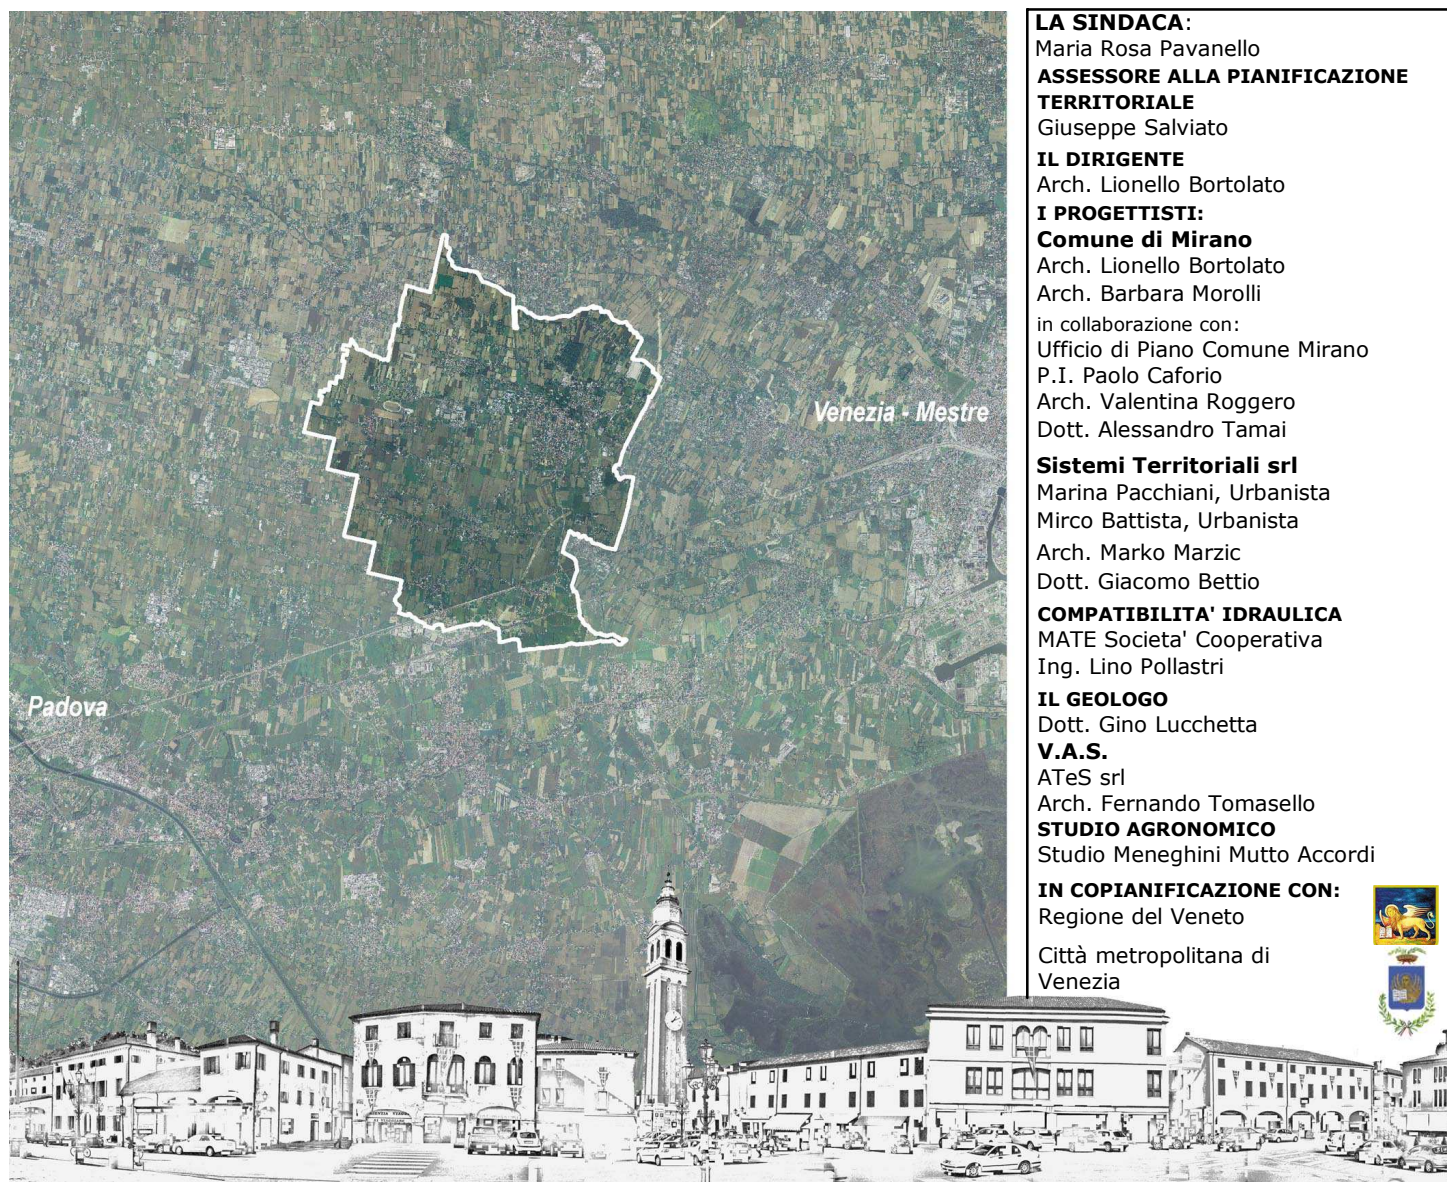 Venezia - Mestre
Padova
LA SINDACA:
Maria Rosa Pavanello
ASSESSORE ALLA PIANIFICAZIONE
TERRITORIALE
Giuseppe Salviato
IL DIRIGENTE
Arch. Lionello Bortolato
I PROGETTISTI:
Comune di Mirano
Arch. Lionello Bortolato
Arch. Barbara Morolli
in collaborazione con:
Ufficio di Piano Comune Mirano
P.I. Paolo Caforio
Arch. Valentina Roggero
Dott. Alessandro Tamai
Sistemi Territoriali srl
Marina Pacchiani, Urbanista
Mirco Battista, Urbanista
Arch. Marko Marzic
Dott. Giacomo Bettio
COMPATIBILITA' IDRAULICA
MATE Societa' Cooperativa
Ing. Lino Pollastri
IL GEOLOGO
Dott. Gino Lucchetta
V.A.S.
ATeS srl
Arch. Fernando Tomasello
STUDIO AGRONOMICO
Studio Meneghini Mutto Accordi
IN COPIANIFICAZIONE CON:
Regione del Veneto
Città metropolitana di
Venezia